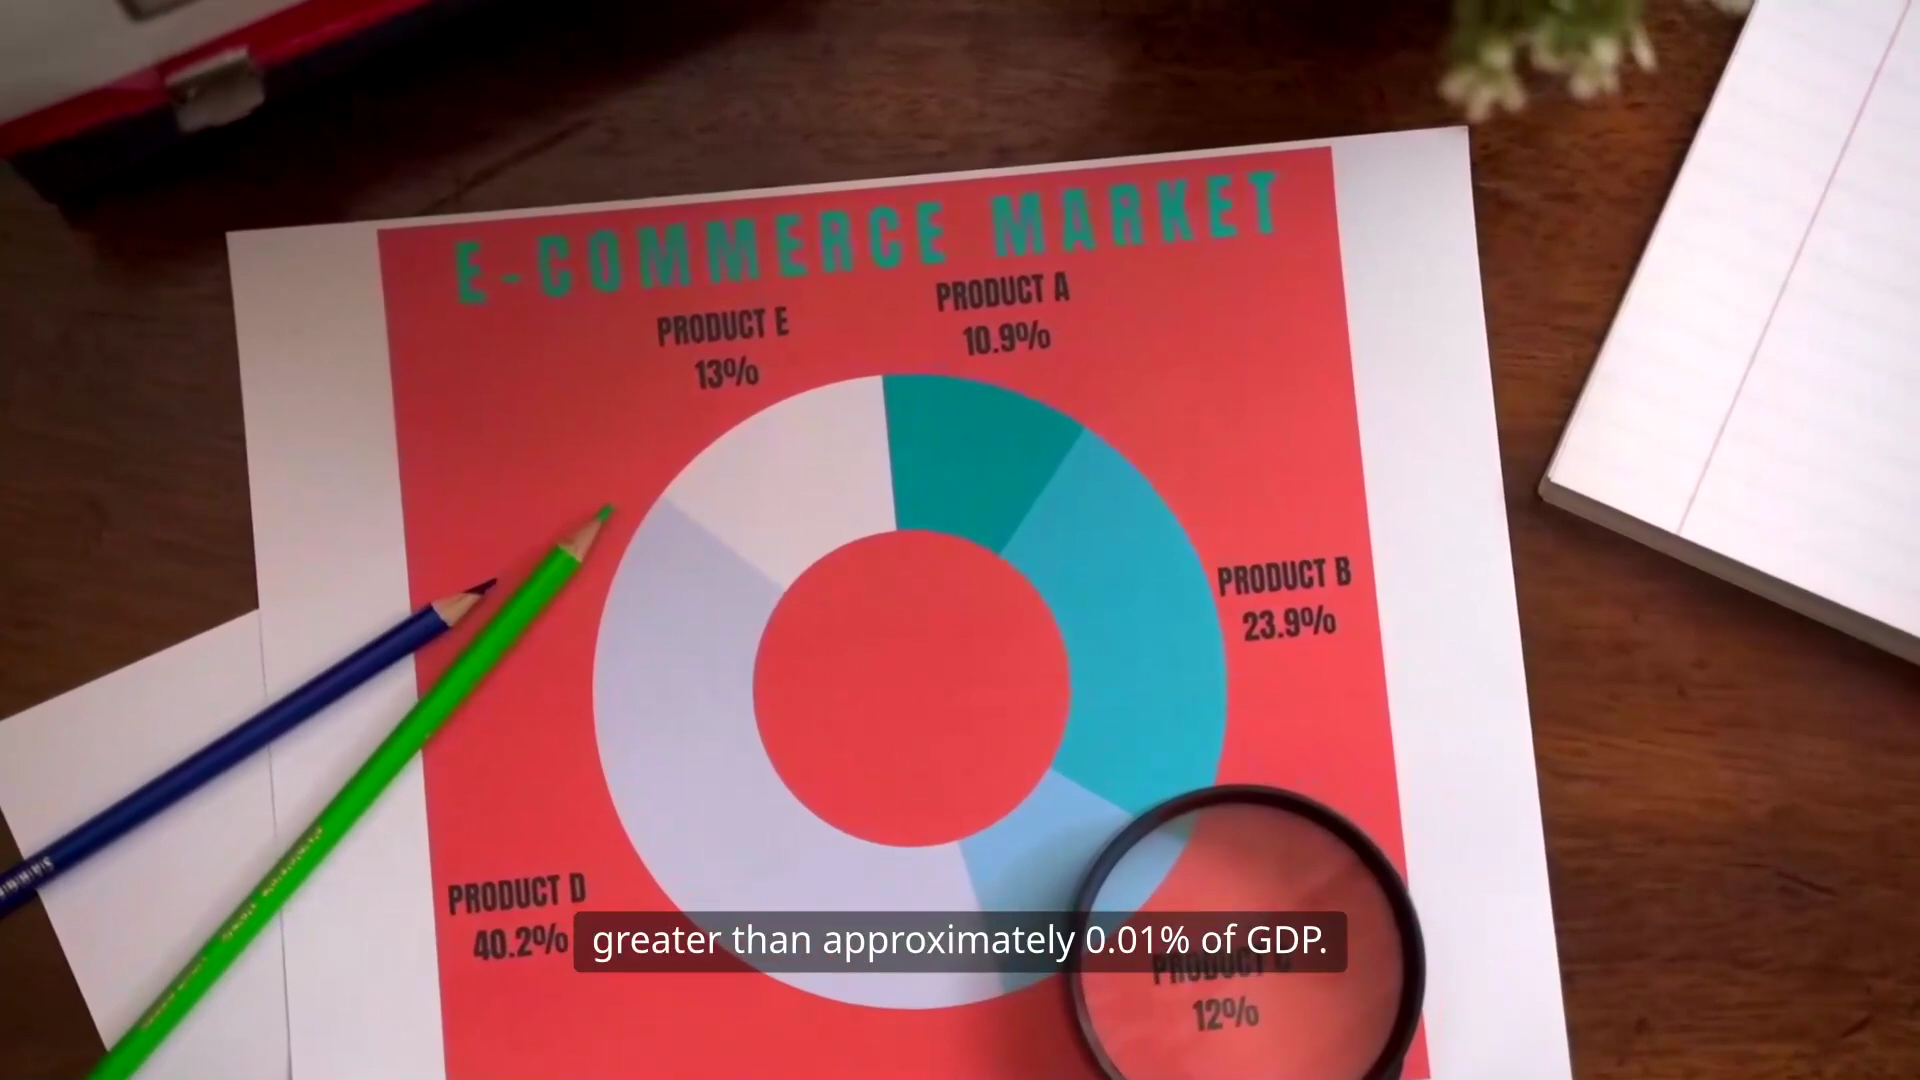 E-COMMERCE MARKET
PRODUCT E
13%
PRODUCT A
10.9%
PRODUCT B
23.9%
PRODUCT D
40.2%
greater than approximately 0.01% of GDP.
PRODUCT C
12%